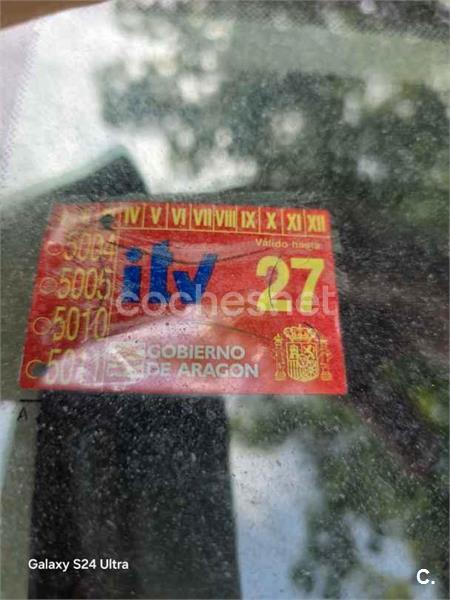 IV V VI VII VIII IX X XI XII
Válido hasta
5004
5005
5010
itv
27
coches.net
GOBIERNO
DE ARAGON
Galaxy S24 Ultra
C.